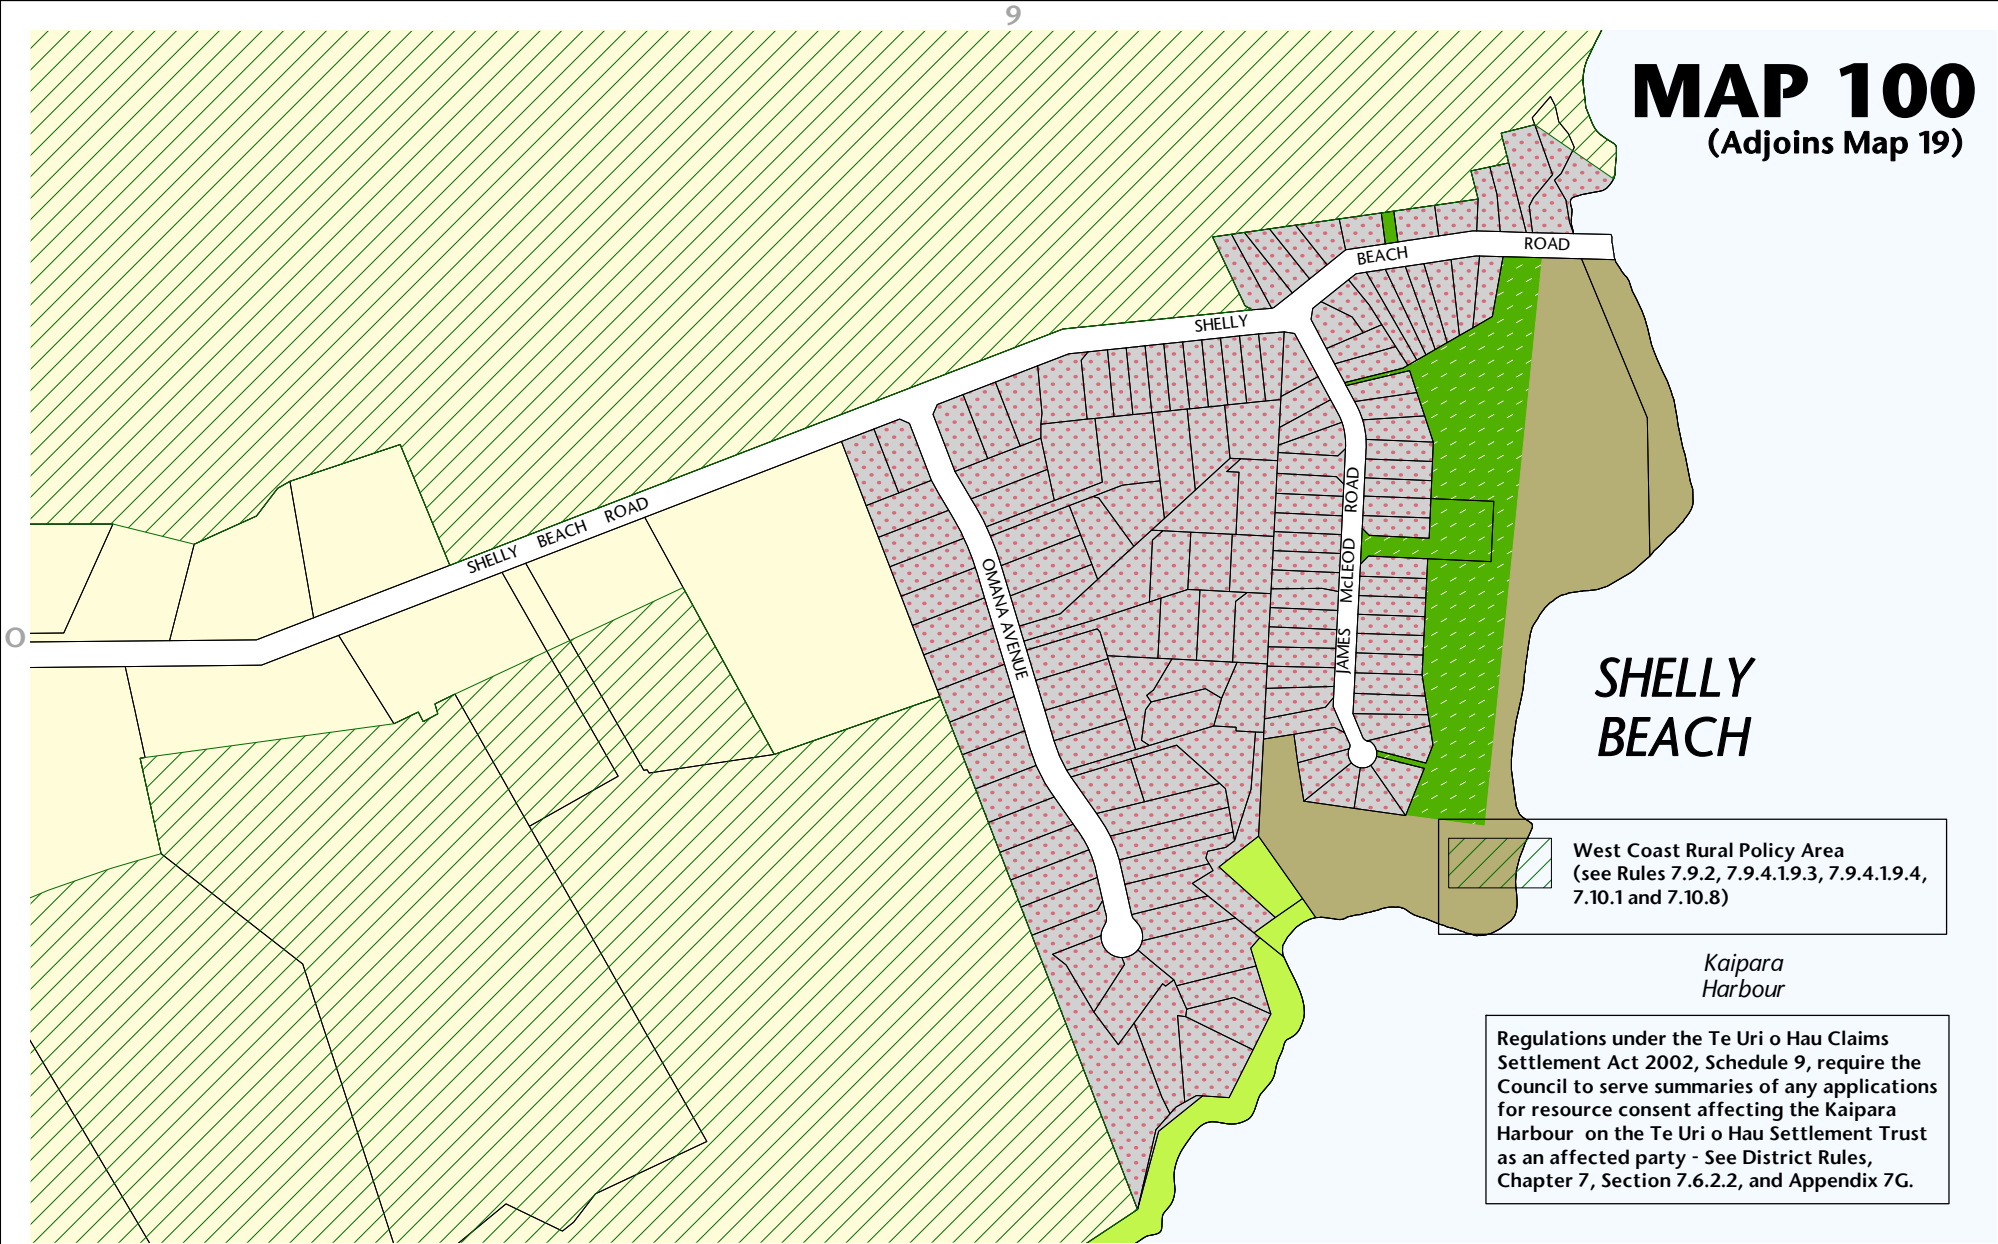 9
MAP 100
(Adjoins Map 19)
ROAD
BEACH
SHELLY
SHELLY BEACH ROAD
OMANA AVENUE
JAMES McLEOD ROAD
O
SHELLY
BEACH
West Coast Rural Policy Area
(see Rules 7.9.2, 7.9.4.1.9.3, 7.9.4.1.9.4,
7.10.1 and 7.10.8)
Kaipara
Harbour
Regulations under the Te Uri o Hau Claims
Settlement Act 2002, Schedule 9, require the
Council to serve summaries of any applications
for resource consent affecting the Kaipara
Harbour on the Te Uri o Hau Settlement Trust
as an affected party - See District Rules,
Chapter 7, Section 7.6.2.2, and Appendix 7G.